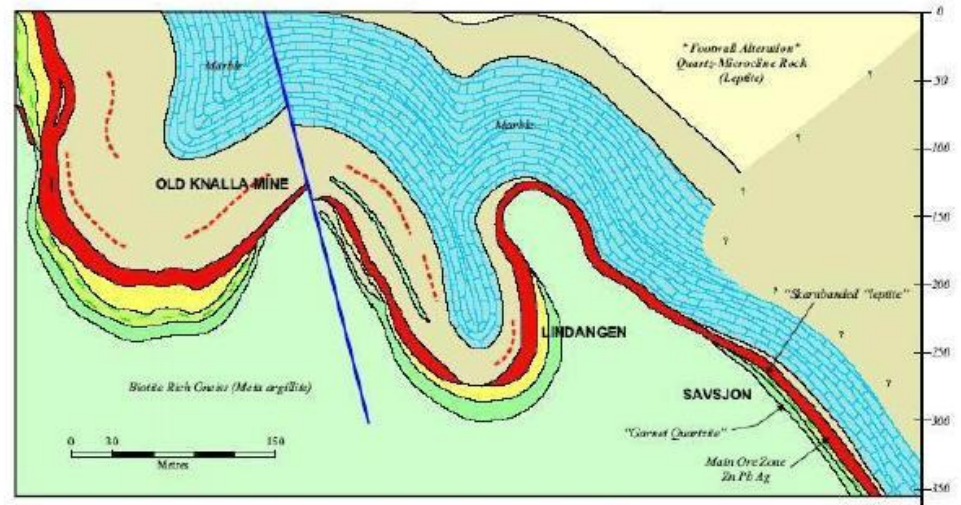 0
"Footwall Alteration"
Quartz-Microcline Rock
(Leptite)
?
50
Marble
Marble
100
?
OLD KNALLA MINE
?
150
?
200
"Skarnbanded "leptite"
?
LINDANGEN
?
250
?
Biotite Rich Gneiss (Meta argillite)
SAVSJON
300
"Garnet Quartzite"
0 30 150
Metres
Main Ore Zone
Zn Pb Ag
350